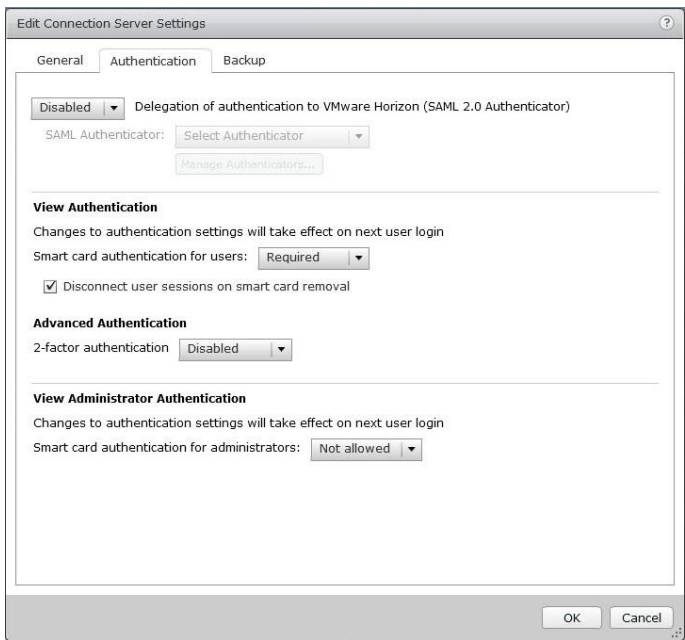 Edit Connection Server Settings ?
General Authentication Backup
Disabled Delegation of authentication to VMware Horizon (SAML 2.0 Authenticator)
SAML Authenticator: Select Authenticator
Manage Authenticators...
View Authentication
Changes to authentication settings will take effect on next user login
Smart card authentication for users: Required
Disconnect user sessions on smart card removal
Advanced Authentication
2-factor authentication Disabled
View Administrator Authentication
Changes to authentication settings will take effect on next user login
Smart card authentication for administrators: Not allowed
OK Cancel